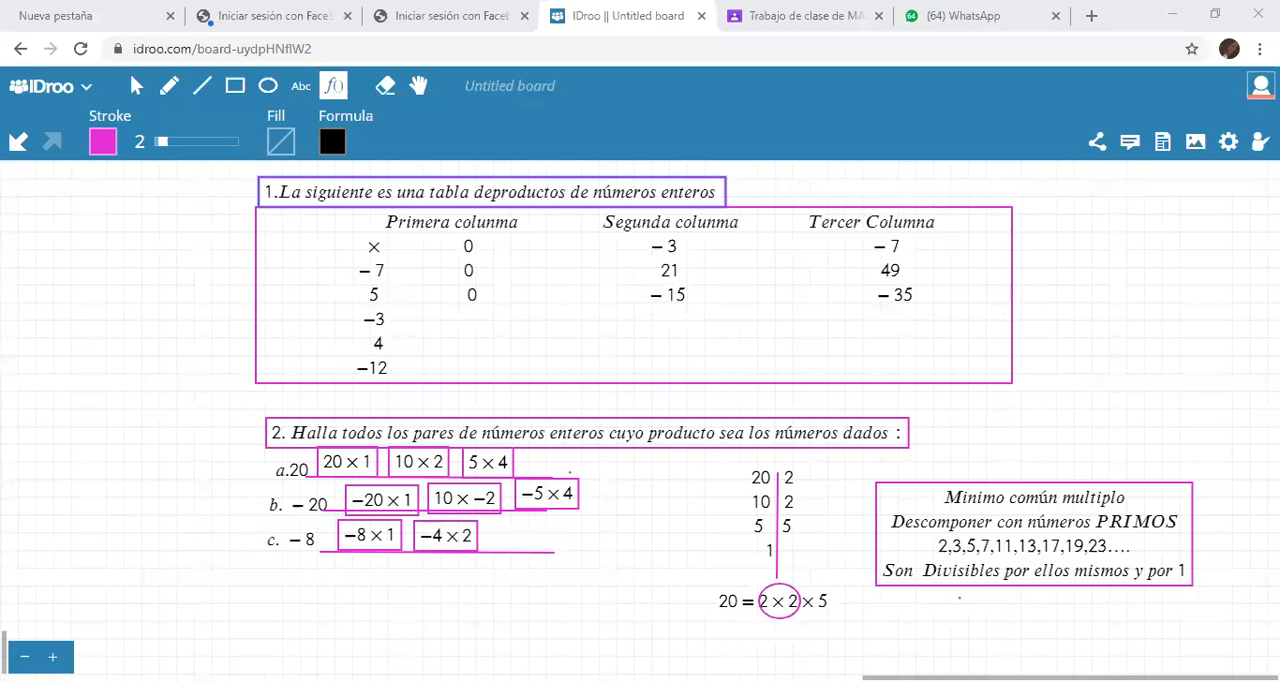 Nueva pestaña
Iniciar sesión con Facel
Iniciar sesión con Facel
IDroo || Untitled board
Trabajo de clase de MA
(64) WhatsApp
idroo.com/board-uydpHNflW2
IDroo
Abc
f()
Untitled board
Stroke
Fill
Formula
2
1.La siguiente es una tabla deproductos de números enteros
Primera colunma Segunda columna Tercer Columna
× 0 −3 −7
−7 0 21 49
5 0 −15 −35
−3
4
−12
2. Halla todos los pares de números enteros cuyo producto sea los números dados :
a.20 20 × 1 10 × 2 5 × 4
b. −20 −20 × 1 10 × −2 −5 × 4
c. −8 −8 × 1 −4 × 2
20 2
10 2
5 5
1
20 = 2 × 2 × 5
Minimo común multiplo
Descomponer con números PRIMOS
2,3,5,7,11,13,17,19,23....
Son Divisibles por ellos mismos y por 1